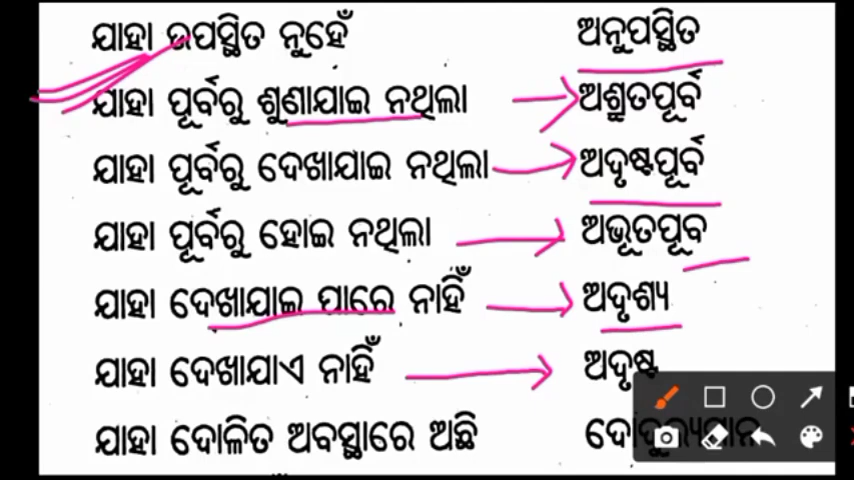 ଯାହା ଉପସ୍ଥିତ ନୁହେଁ ଅନୁପସ୍ଥିତ
ଯାହା ପୂର୍ବରୁ ଶୁଣାଯାଇ ନଥିଲା ଅଶ୍ରୁତପୂର୍ବ
ଯାହା ପୂର୍ବରୁ ଦେଖାଯାଇ ନଥିଲା ଅଦୃଷ୍ଟପୂର୍ବ
ଯାହା ପୂର୍ବରୁ ହୋଇ ନଥିଲା ଅଭୂତପୂବ
ଯାହା ଦେଖାଯାଇ ପାରେ ନାହିଁ ଅଦୃଶ୍ୟ
ଯାହା ଦେଖାଯାଏ ନାହିଁ ଅଦୃଷ୍ଟ
ଯାହା ଦୋଳିତ ଅବସ୍ଥାରେ ଅଛି